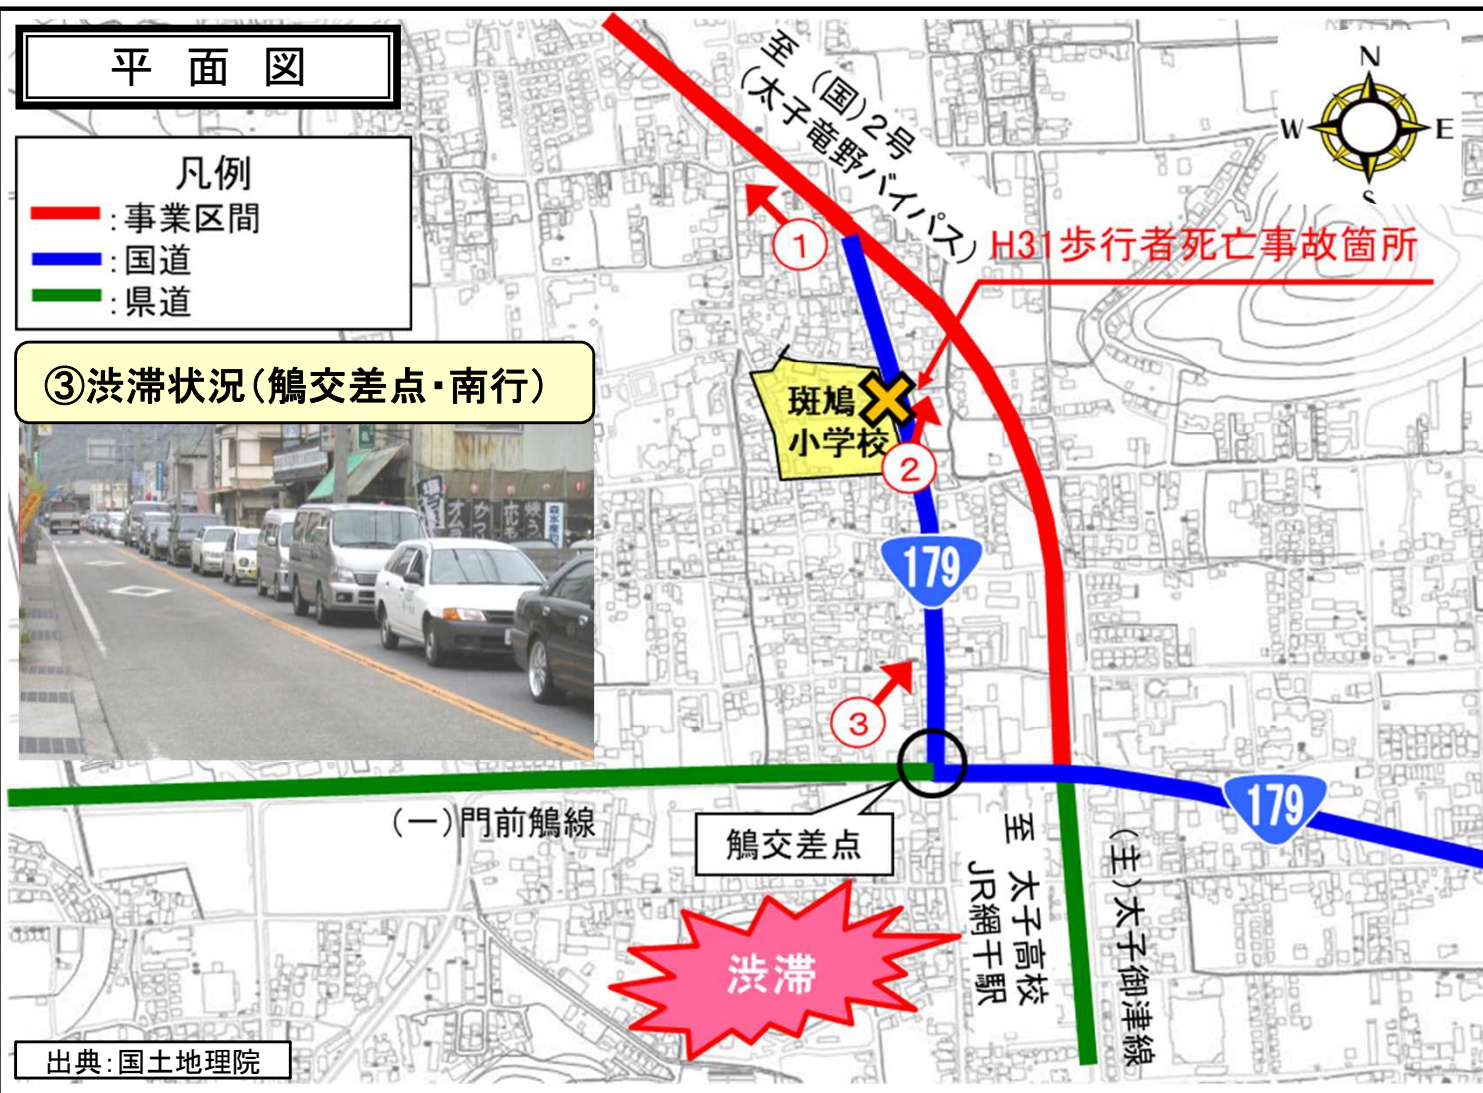 平面図
凡例
:事業区間
:国道
:県道
③渋滞状況(鵤交差点・南行)
至 (国)2号
(太子竜野バイパス)
N
W
E
S
H31歩行者死亡事故箇所
1
斑鳩
小学校
2
179
3
(一)門前鵤線
鵤交差点
179
渋滞
至 太子高校
JR網干駅
(主)太子御津線
出典:国土地理院